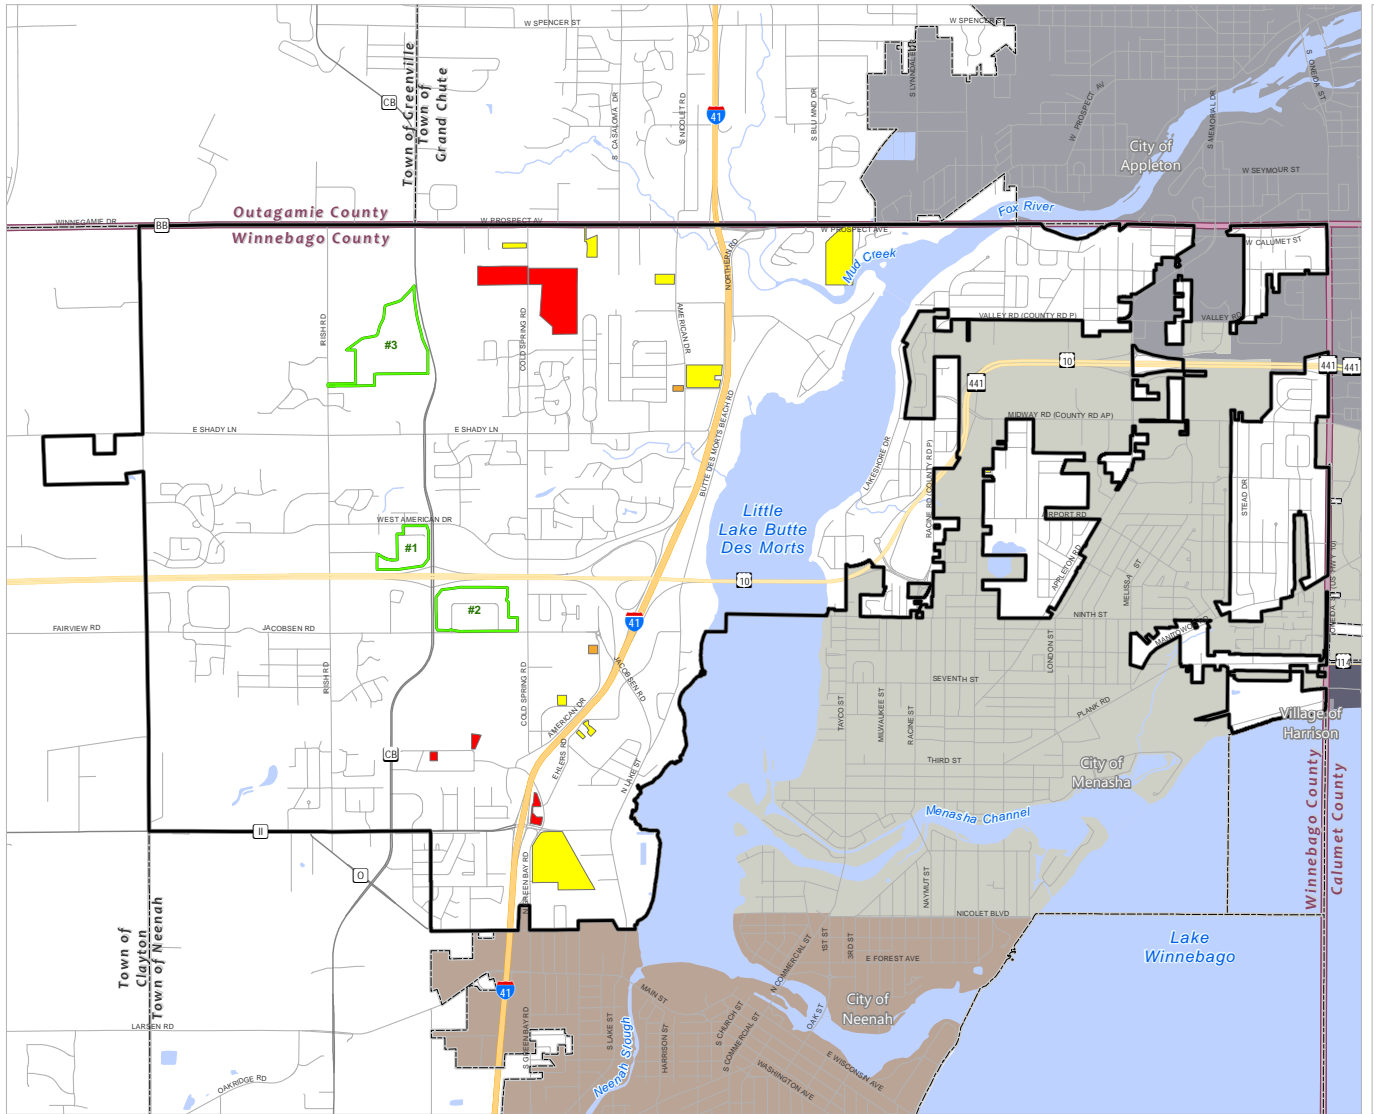 W SPENCER ST
W SPENCER ST
S ONEIDA ST
S LYNNDALE DR
CB
Town of Greenville
Town of
Grand Chute
S CASALOMA DR
S NICOLET RD
41
S BLUMND DR
W PROSPECT AV
S MEMORIAL DR
City of
Appleton
W SEYMOUR ST
Outagamie County
WINNEGAMIE DR
BB
Winnebago County
W PROSPECT AV
W PROSPECT AVE
Fox River
W CALUMET ST
NORTHERN RD
Mud Creek
IRISH RD
#3
COLD SPRING RD
AMERICAN DR
VALLEY RD (COUNTY RD P)
VALLEY RD
10
441
441
441
BUTTE DES MORTS BEACH RD
MIDWAY RD (COUNTY RD AP)
E SHADY LN
E SHADY LN
LAKESHORE DR
RACINE RD (COUNTY RD P)
STEAD DR
WEST AMERICAN DR
#1
Little
Lake Butte
Des Morts
AIRPORT RD
APPLETON RD
MELISSA ST
10
#2
NINTH ST
FAIRVIEW RD
JACOBSEN RD
41
JACOBSEN RD
LONDON ST
MANITOWOC RD
114
IRISH RD
COLD SPRING RD
SEVENTH ST
TAYCO ST
MILWAUKEE ST
RACINE ST
PLANK RD
AMERICAN DR
EHLERS RD
N LAKE ST
CB
THIRD ST
City of
Menasha
Village of
Harrison
Winnebago County
Calumet County
Menasha Channel
II
O
N GREEN BAY RD
NAYMUT ST
NICOLET BLVD
Town of
Clayton
Town of Neenah
N COMMERCIAL ST
1ST ST
3RD ST
E FOREST AVE
Lake
Winnebago
41
MAIN ST
City of
Neenah
OAK ST
LARSEN RD
S GREEN BAY RD
S LAKE ST
Neenah Slough
HARRISON ST
S CHURCH ST
S COMMERCIAL ST
E WISCONSIN AVE
WASHINGTON AVE
OAKRIDGE RD